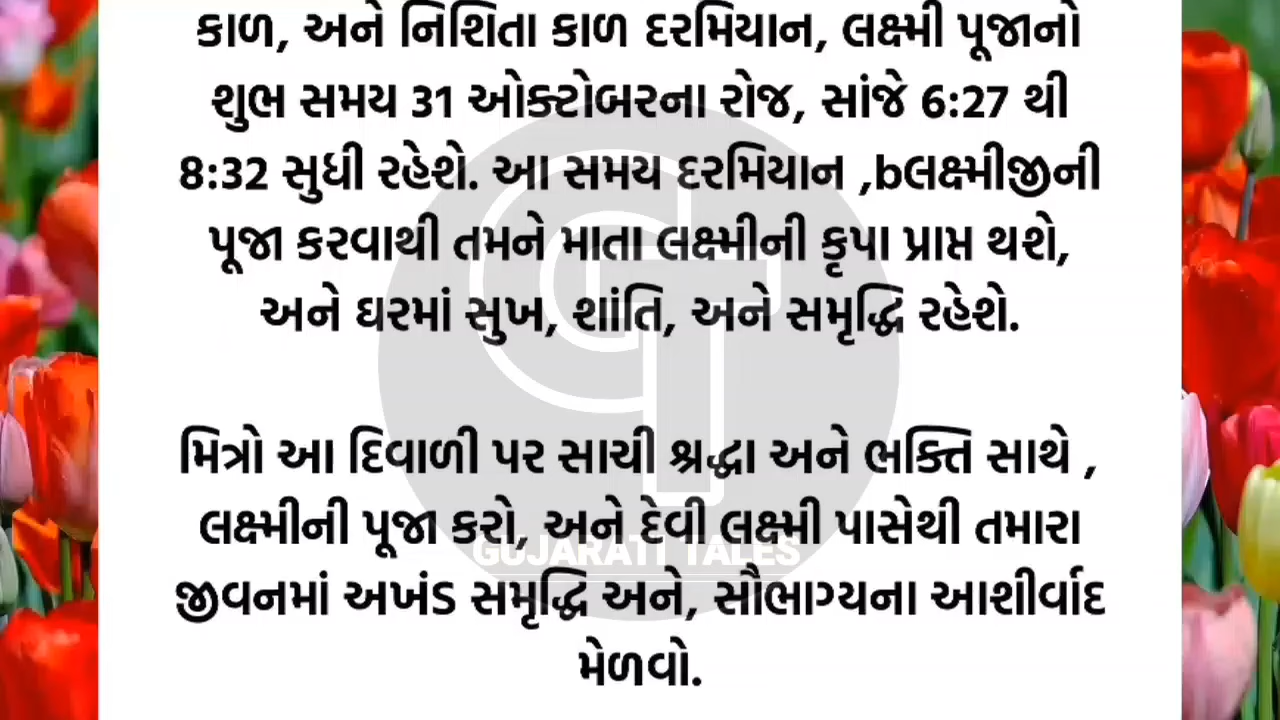 કાળ, અને નિશિતા કાળ દરમિયાન, લક્ષ્મી પૂજાનો
શુભ સમય 31 ઓક્ટોબરના રોજ, સાંજે 6:27 થી
8:32 સુધી રહેશે. આ સમય દરમિયાન ,bલક્ષ્મીજીની
પૂજા કરવાથી તમને માતા લક્ષ્મીની કૃપા પ્રાપ્ત થશે,
અને ઘરમાં સુખ, શાંતિ, અને સમૃદ્ધિ રહેશે.
મિત્રો આ દિવાળી પર સાચી શ્રદ્ધા અને ભક્તિ સાથે ,
લક્ષ્મીની પૂજા કરો, અને દેવી લક્ષ્મી પાસેથી તમારા
GUJARATI TALES
જીવનમાં અખંડ સમૃદ્ધિ અને, સૌભાગ્યના આશીર્વાદ
મેળવો.